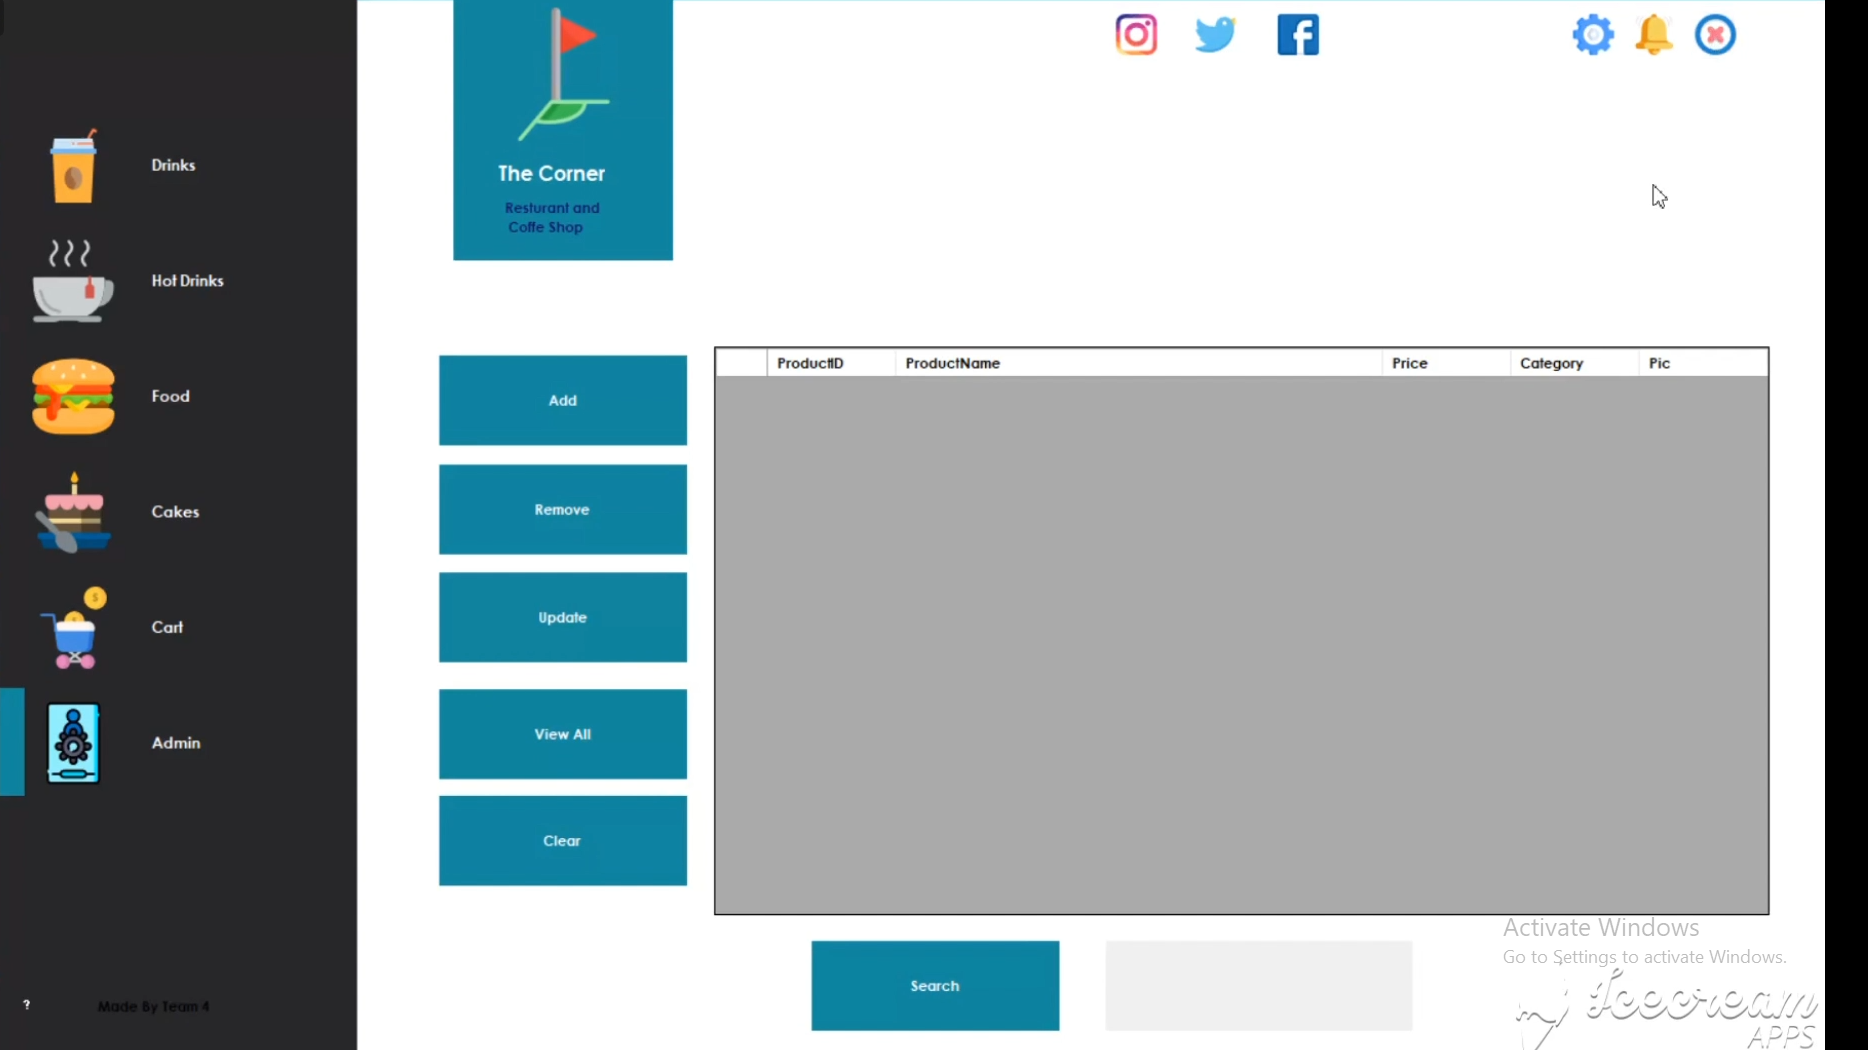 Drinks
Hot Drinks
Food
Cakes
Cart
Admin
?
Made By Team 4
The Corner
Resturant and
Coffe Shop
Add
Remove
Update
View All
Clear
ProductID
ProductName
Price
Category
Pic
Search
Activate Windows
Go to Settings to activate Windows.
Icecream
APPS